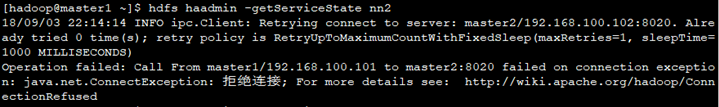 [hadoop@master1 ~]$ hdfs haadmin -getServiceState nn2
18/09/03 22:14:14 INFO ipc.Client: Retrying connect to server: master2/192.168.100.102:8020. Alre
ady tried 0 time(s); retry policy is RetryUpToMaximumCountWithFixedSleep(maxRetries=1, sleepTime=
1000 MILLISECONDS)
Operation failed: Call From master1/192.168.100.101 to master2:8020 failed on connection exceptio
n: java.net.ConnectException: 拒绝连接; For more details see:  http://wiki.apache.org/hadoop/Conn
ectionRefused